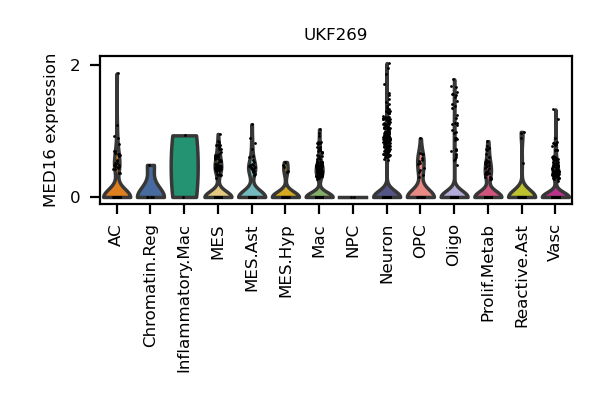 UKF269
MED16 expression
2
0
AC
Chromatin.Reg
Inflammatory.Mac
MES
MES.Ast
MES.Hyp
Mac
NPC
Neuron
OPC
Oligo
Prolif.Metab
Reactive.Ast
Vasc